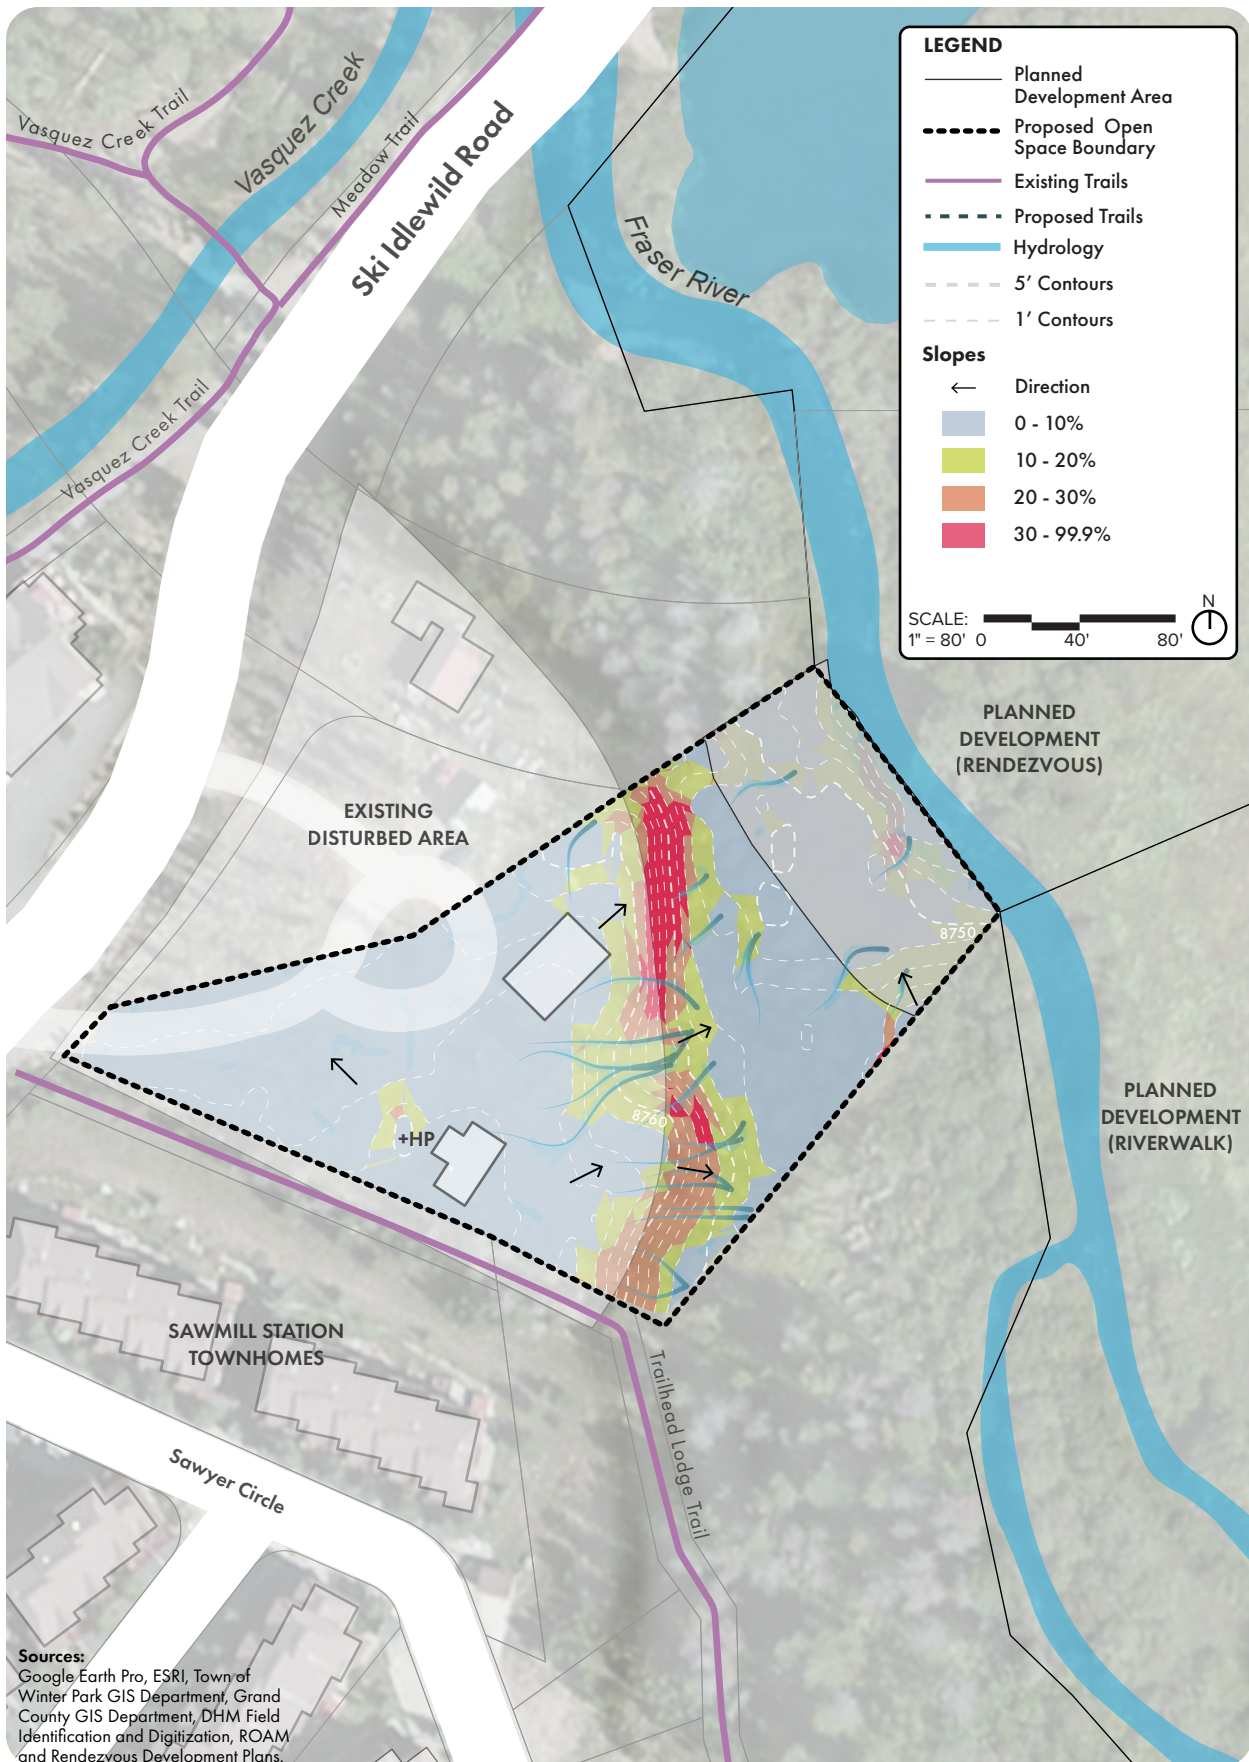 LEGEND
Planned
Development Area
Proposed Open
Space Boundary
Existing Trails
Proposed Trails
Hydrology
5' Contours
1' Contours
Slopes
Direction
0 - 10%
10 - 20%
20 - 30%
30 - 99.9%
SCALE:
1" = 80' 0 40' 80'
N
Vasquez Creek Trail
Vasquez Creek
Meadow Trail
Ski Idlewild Road
Fraser River
Vasquez Creek Trail
PLANNED
DEVELOPMENT
(RENDEZVOUS)
EXISTING
DISTURBED AREA
8750
PLANNED
DEVELOPMENT
(RIVERWALK)
8760
+HP
SAWMILL STATION
TOWNHOMES
Trailhead Lodge Trail
Sawyer Circle
Sources:
Google Earth Pro, ESRI, Town of
Winter Park GIS Department, Grand
County GIS Department, DHM Field
Identification and Digitization, ROAM
and Rendezvous Development Plans.